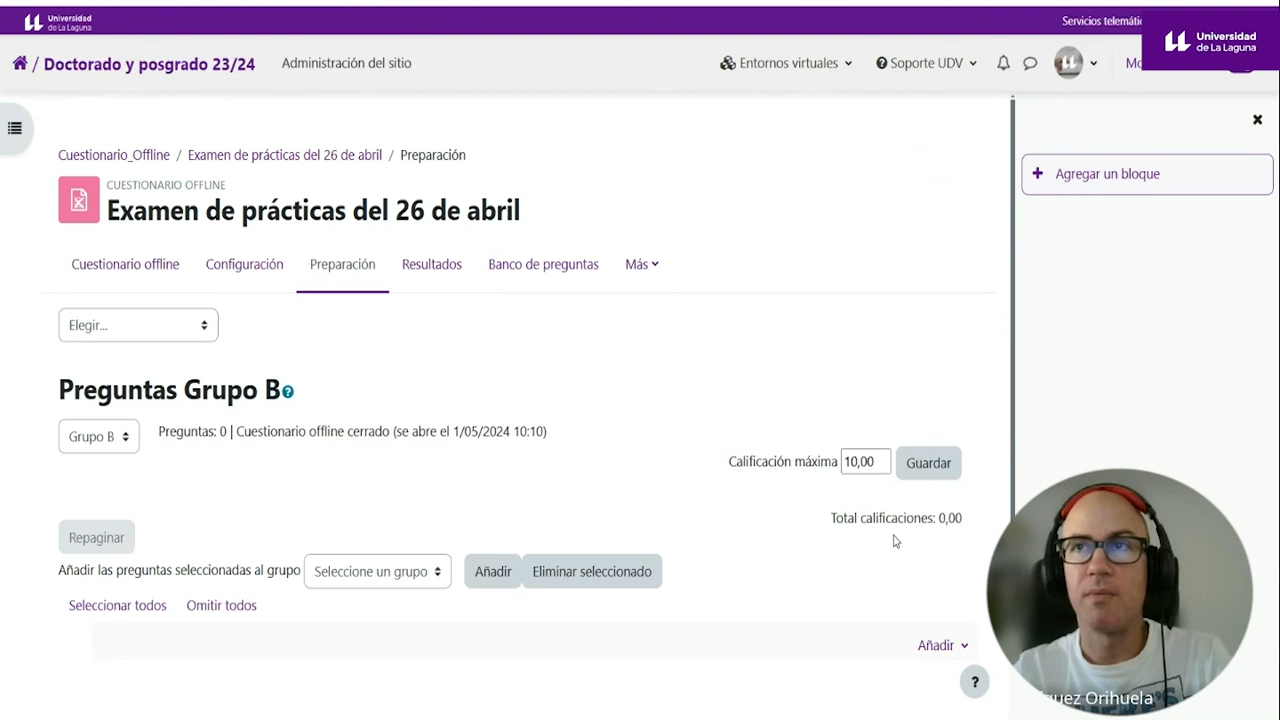 Universidad
de La Laguna
Servicios telemátic
Universidad
de La Laguna
/ Doctorado y posgrado 23/24
Administración del sitio
Entornos virtuales
Soporte UDV
Mo
Cuestionario_Offline / Examen de prácticas del 26 de abril / Preparación
CUESTIONARIO OFFLINE
Examen de prácticas del 26 de abril
Agregar un bloque
Cuestionario offline
Configuración
Preparación
Resultados
Banco de preguntas
Más
Elegir...
Preguntas Grupo B
Grupo B
Preguntas: 0 | Cuestionario offline cerrado (se abre el 1/05/2024 10:10)
Calificación máxima 10,00 Guardar
Total calificaciones: 0,00
Repaginar
Añadir las preguntas seleccionadas al grupo Seleccione un grupo Añadir Eliminar seleccionado
Seleccionar todos
Omitir todos
Añadir
?
Orihuela